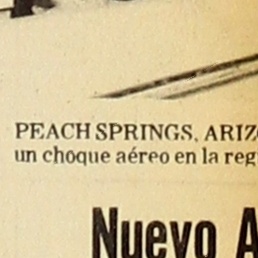 PEACH SPRINGS, ARIZ
un choque aéreo en la reg
Nuevo A